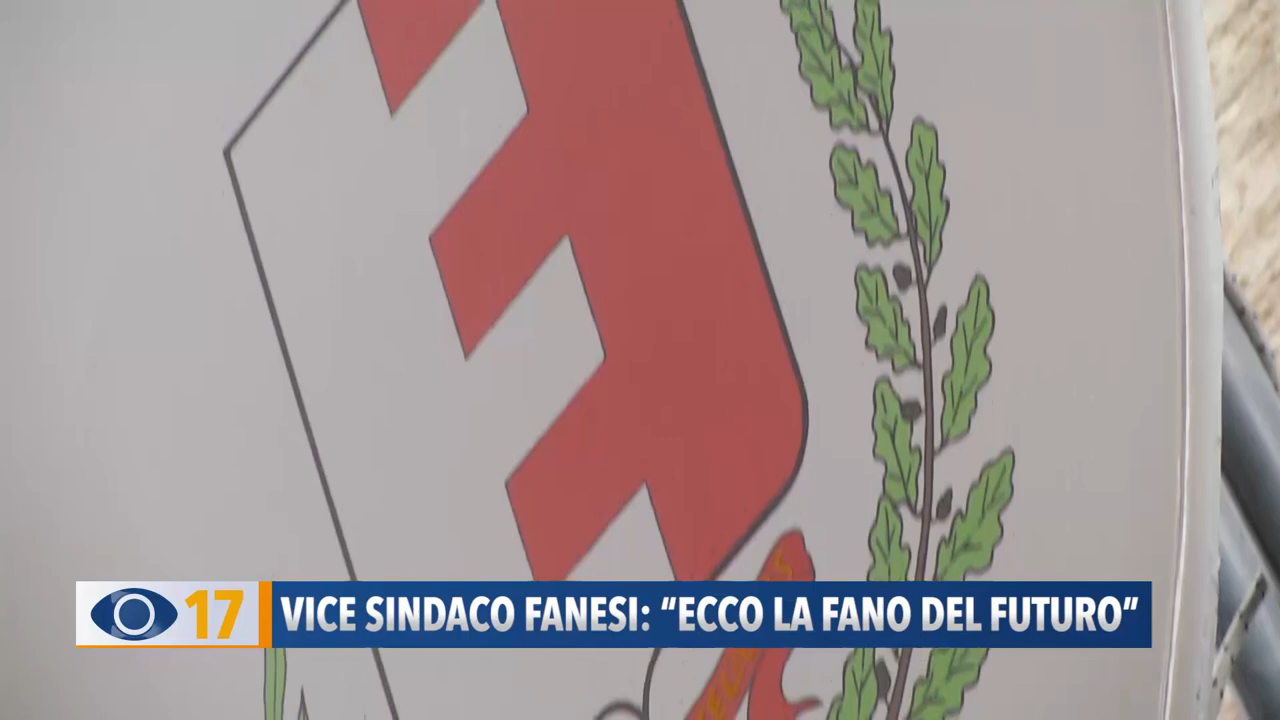 17 VICE SINDACO FANESI: “ECCO LA FANO DEL FUTURO”